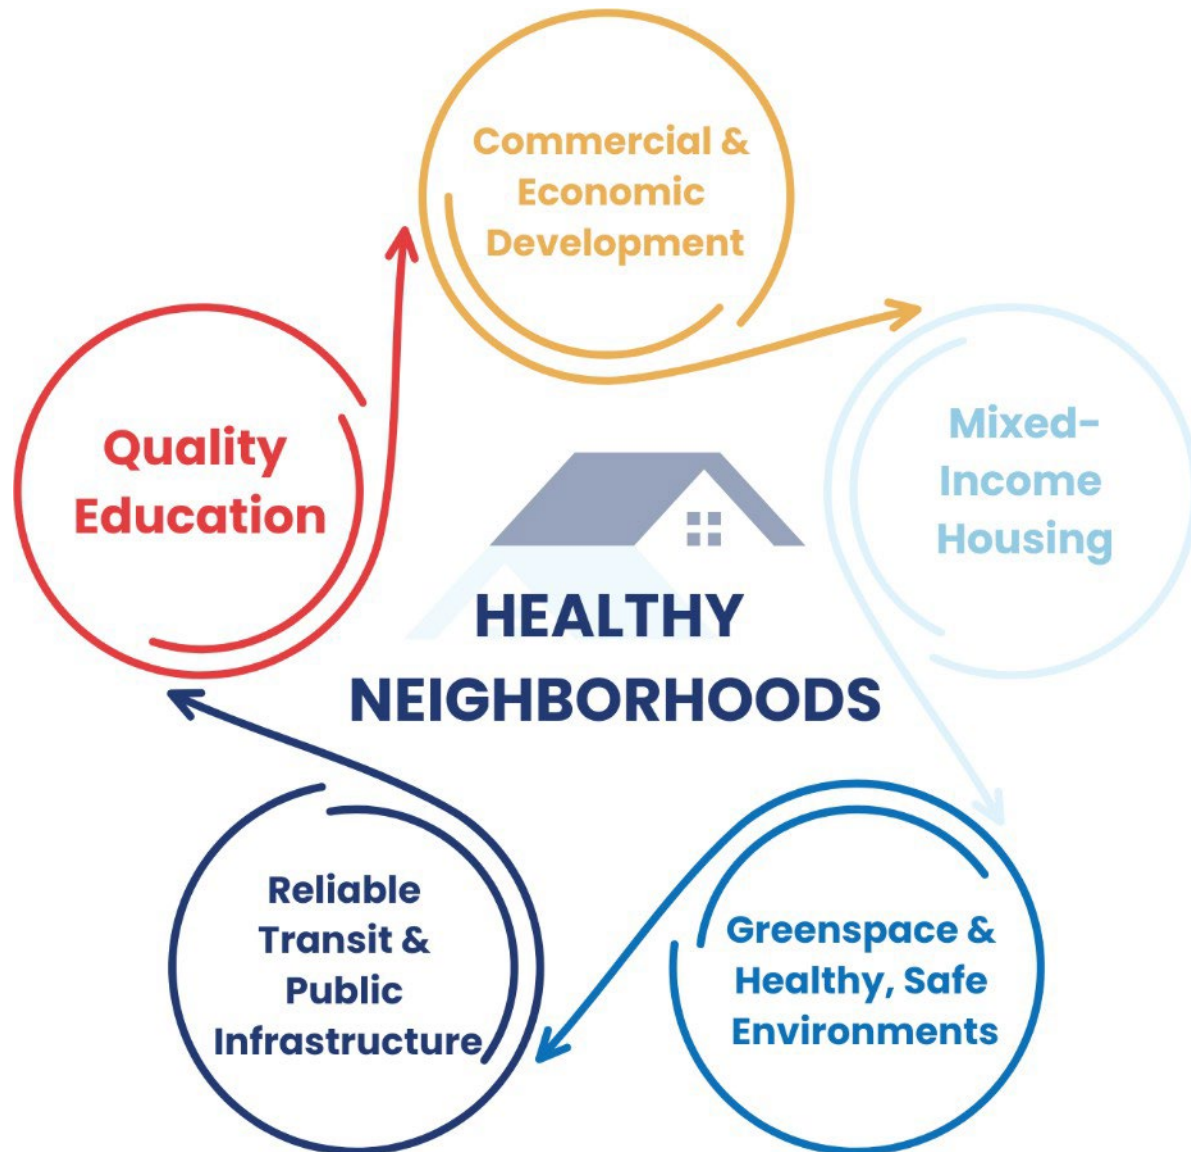 Commercial &
Economic
Development
Quality
Education
Mixed-
Income
Housing
HEALTHY
NEIGHBORHOODS
Reliable
Transit &
Public
Infrastructure
Greenspace &
Healthy, Safe
Environments